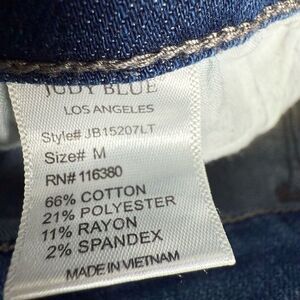 JUDY BLUE
LOS ANGELES
Style# JB15207LT
Size# M
RN# 116380
66% COTTON
21% POLYESTER
11% RAYON
2% SPANDEX
MADE IN VIETNAM